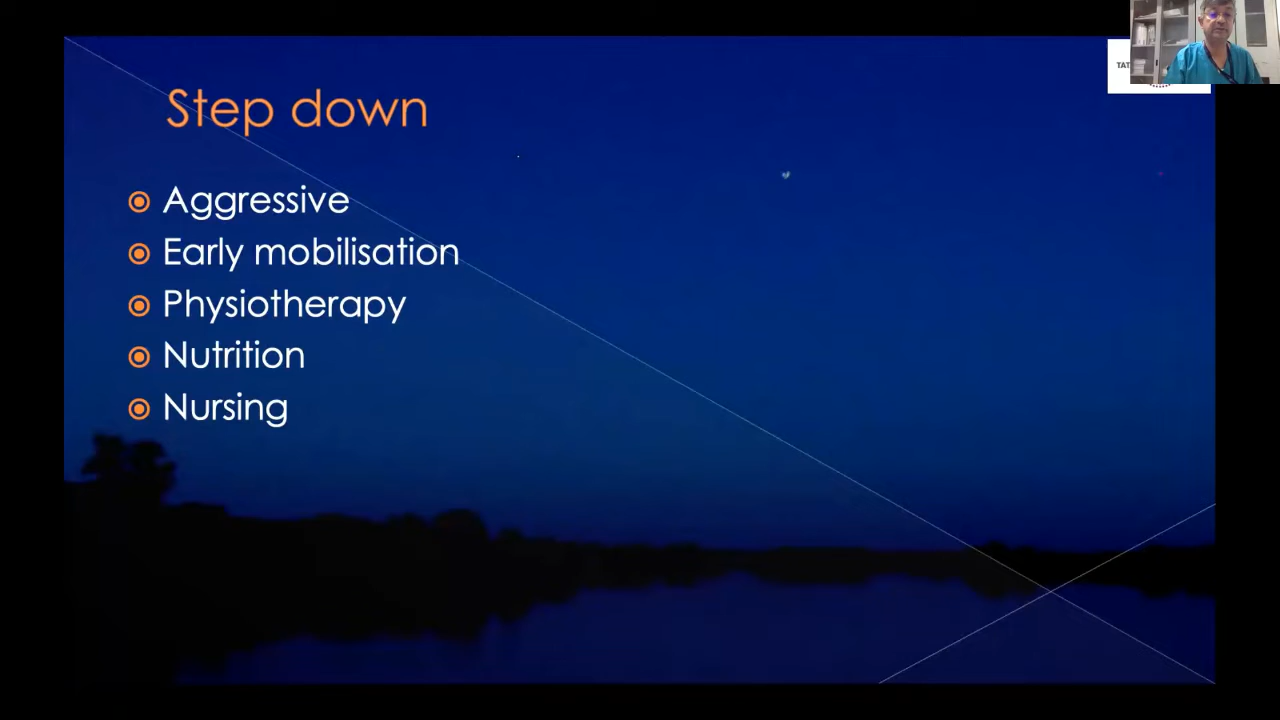 Step down
Aggressive
Early mobilisation
Physiotherapy
Nutrition
Nursing